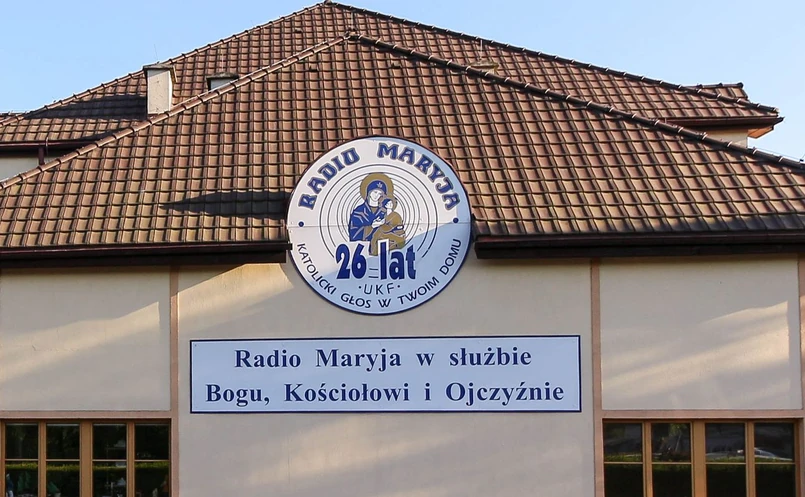 RADIO MARYJA
26 lat
UKF
KATOLICKI GŁOS W TWOIM DOMU
Radio Maryja w służbie
Bogu, Kościołowi i Ojczyźnie